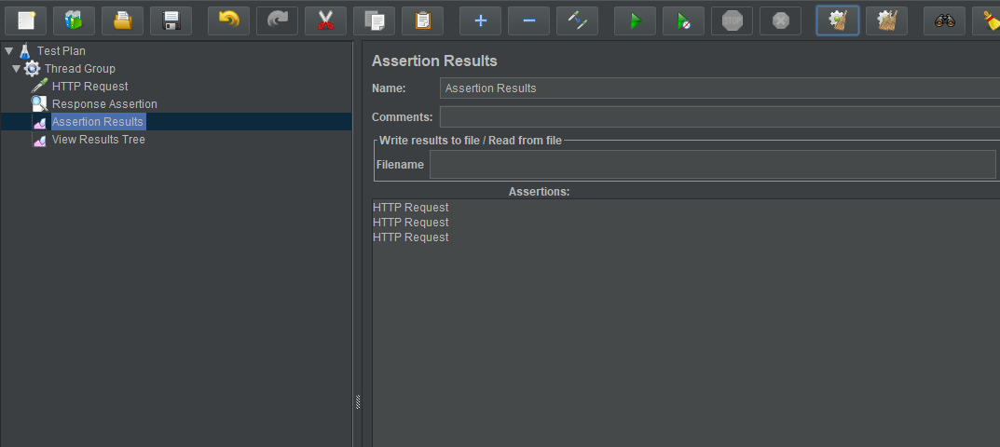 STOP
Test Plan
Thread Group
HTTP Request
Response Assertion
Assertion Results
View Results Tree
Assertion Results
Name: Assertion Results
Comments:
Write results to file / Read from file
Filename
Assertions:
HTTP Request
HTTP Request
HTTP Request